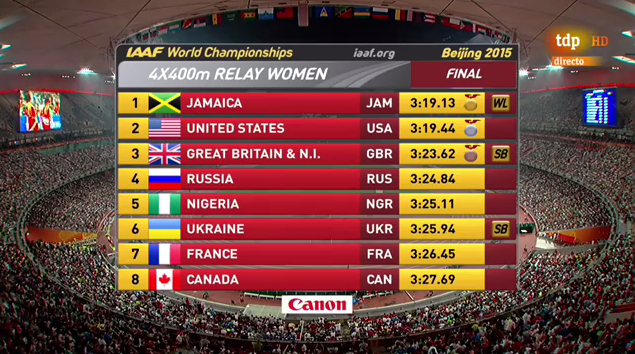 tdp HD
directo
IAAF World Championships iaaf.org Beijing 2015
4X400m RELAY WOMEN FINAL
1 JAMAICA JAM 3:19.13 WL
2 UNITED STATES USA 3:19.44
3 GREAT BRITAIN & N.I. GBR 3:23.62 SB
4 RUSSIA RUS 3:24.84
5 NIGERIA NGR 3:25.11
6 UKRAINE UKR 3:25.94 SB
7 FRANCE FRA 3:26.45
8 CANADA CAN 3:27.69
Canon